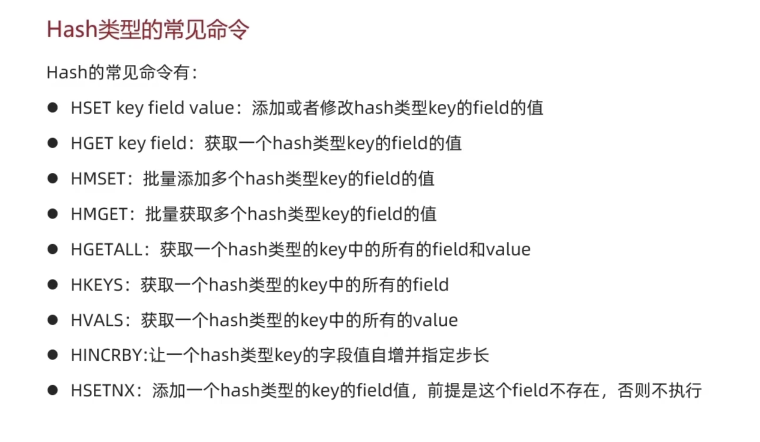 Hash类型的常见命令
Hash的常见命令有：
● HSET key field value：添加或者修改hash类型key的field的值
● HGET key field：获取一个hash类型key的field的值
● HMSET：批量添加多个hash类型key的field的值
● HMGET：批量获取多个hash类型key的field的值
● HGETALL：获取一个hash类型的key中的所有的field和value
● HKEYS：获取一个hash类型的key中的所有的field
● HVALS：获取一个hash类型的key中的所有的value
● HINCRBY:让一个hash类型key的字段值自增并指定步长
● HSETNX：添加一个hash类型的key的field值，前提是这个field不存在，否则不执行